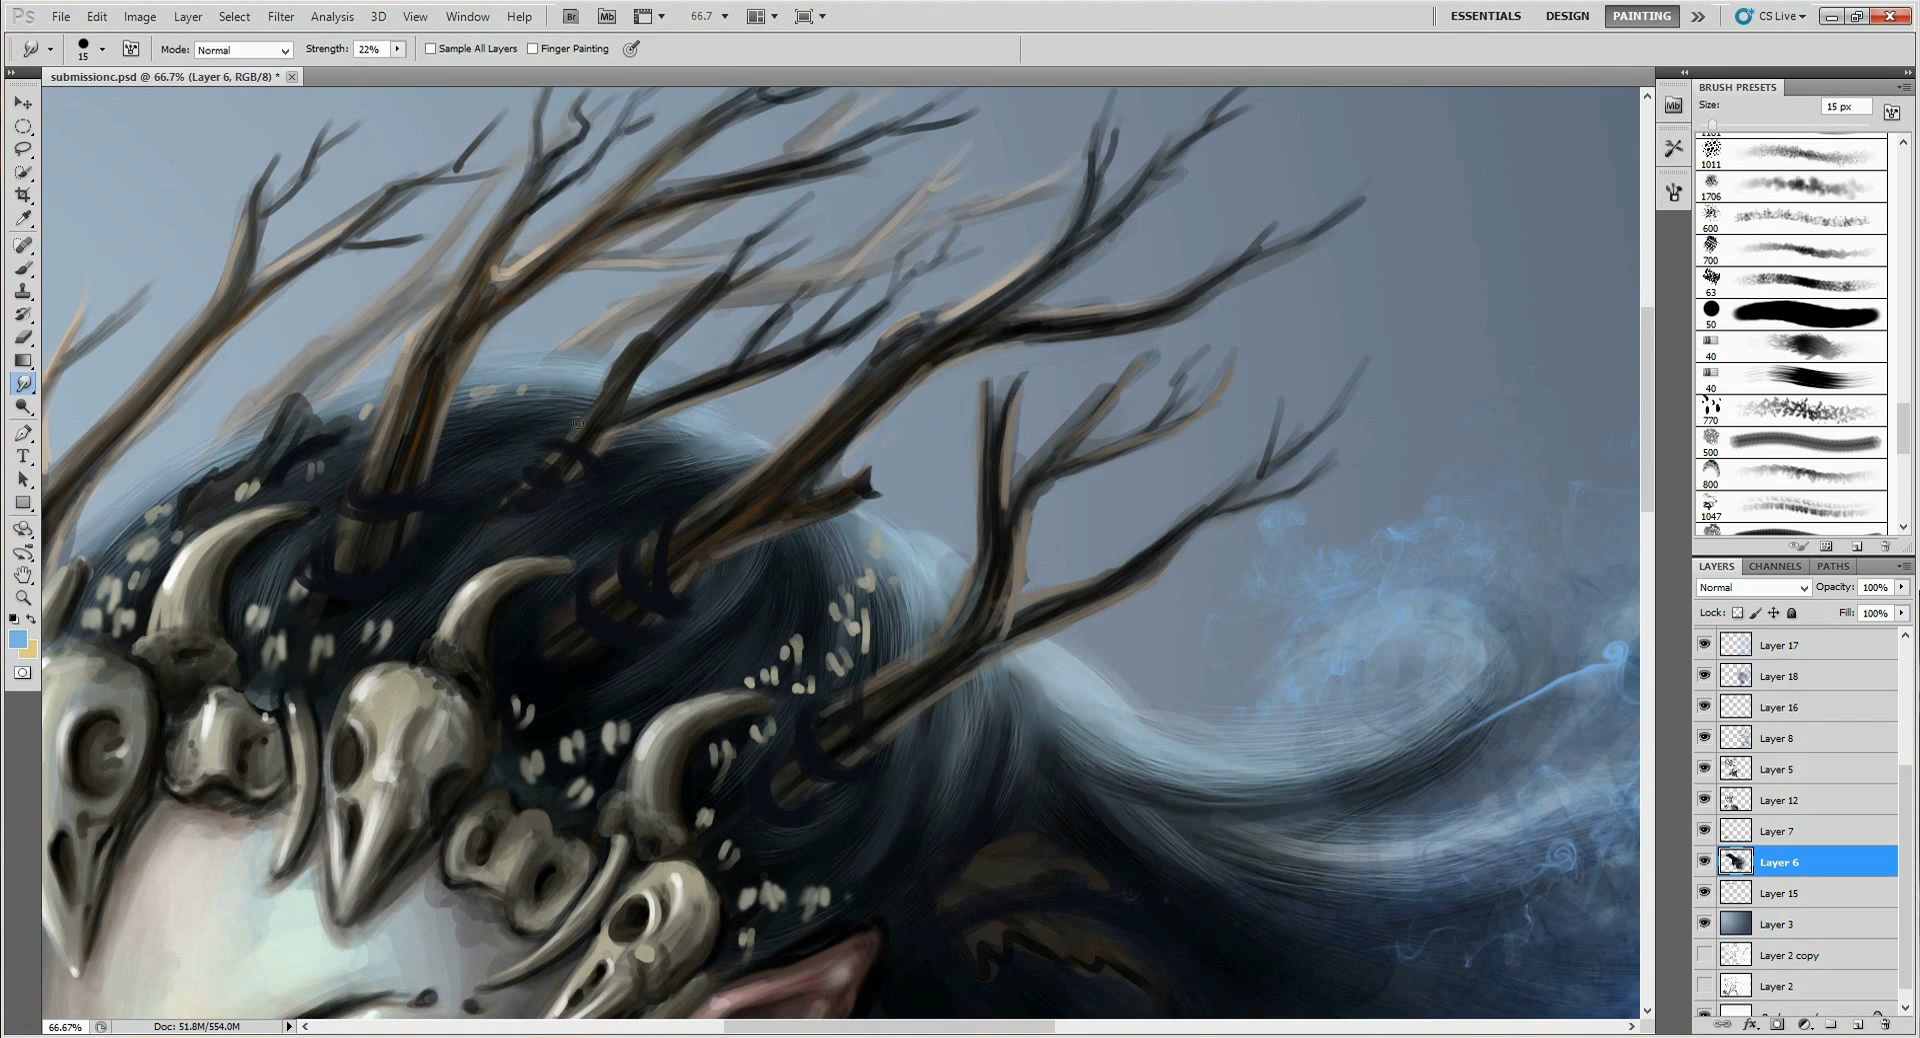 Ps File Edit Image Layer Select Filter Analysis 3D View Window Help Br Mb 66.7 ESSENTIALS DESIGN PAINTING CS Live
15 Mode: Normal Strength: 22% Sample All Layers Finger Painting
submissionc.psd @ 66.7% (Layer 6, RGB/8) *
Mb
BRUSH PRESETS
Size: 15 px
1011
1706
600
700
63
50
40
40
770
500
800
1047
LAYERS CHANNELS PATHS
Normal Opacity: 100%
Lock: Fill: 100%
Layer 17
Layer 18
Layer 16
Layer 8
Layer 5
Layer 12
Layer 7
Layer 6
Layer 15
Layer 3
Layer 2 copy
Layer 2
66.67% Doc: 51.8M/554.0M